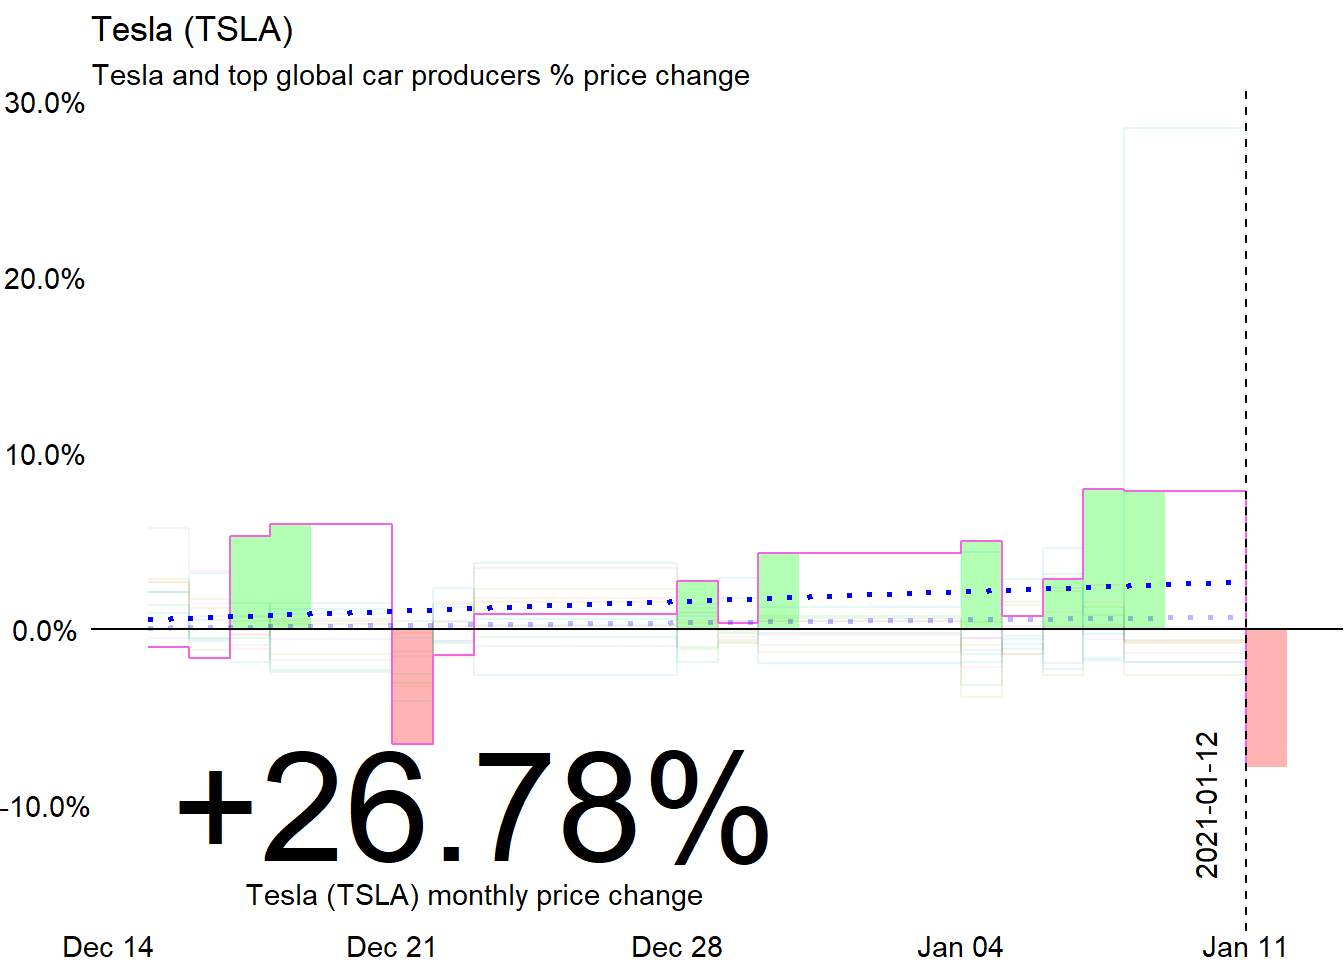 Tesla (TSLA)
Tesla and top global car producers % price change
30.0%
20.0%
10.0%
0.0%
-10.0%
+26.78%
Tesla (TSLA) monthly price change
2021-01-12
Dec 14
Dec 21
Dec 28
Jan 04
Jan 11